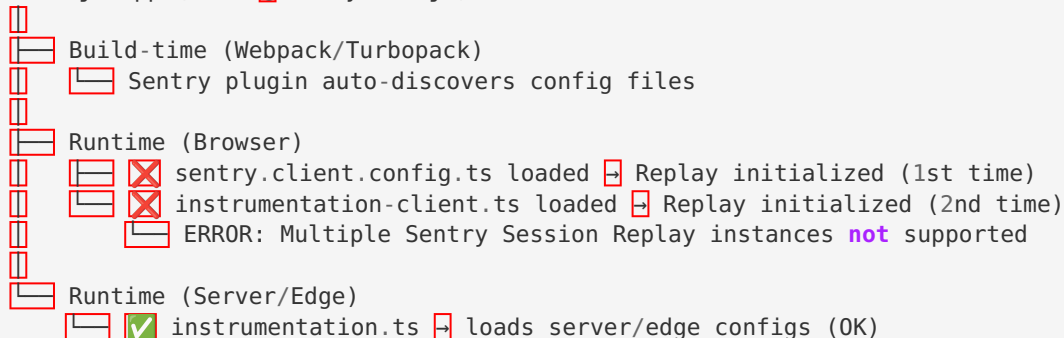 │
├── Build-time (Webpack/Turbopack)
│   └── Sentry plugin auto-discovers config files
│
├── Runtime (Browser)
│   ├── ❌ sentry.client.config.ts loaded → Replay initialized (1st time)
│   └── ❌ instrumentation-client.ts loaded → Replay initialized (2nd time)
│       └── ERROR: Multiple Sentry Session Replay instances not supported
│
└── Runtime (Server/Edge)
    └── ✅ instrumentation.ts → loads server/edge configs (OK)